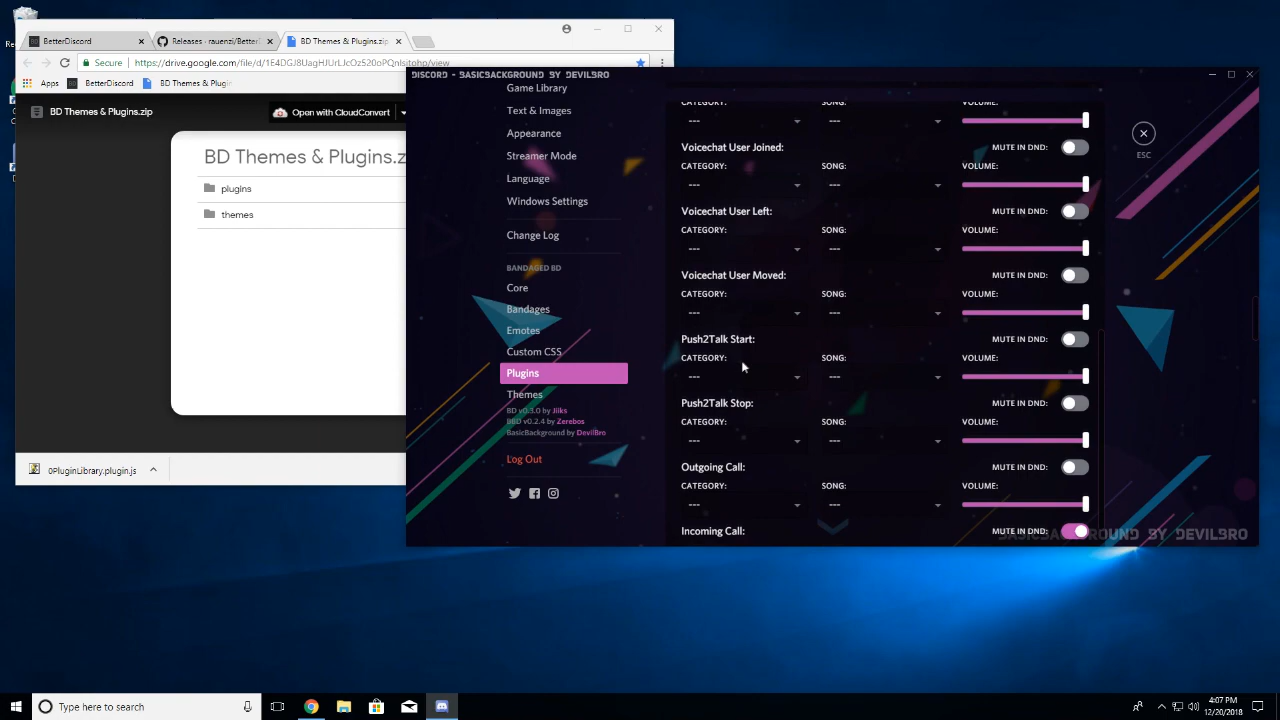 BetterDiscord
Releases · rauenzi/BetterD
BD Themes & Plugins.zip
Secure
https://drive.google.com/file/d/1E4DGJ8UagHJUrLJcOz520oPQnlsitohp/view
Apps
BetterDiscord
BD Themes & Plugin
BD Themes & Plugins.zip
Open with CloudConvert
BD Themes & Plugins.z
plugins
themes
0PluginLibrary.plugin.js
DISCORD - BASICBACKGROUND BY DEVILBRO
Game Library
Text & Images
Appearance
Streamer Mode
Language
Windows Settings
Change Log
BANDAGED BD
Core
Bandages
Emotes
Custom CSS
Plugins
Themes
BD v0.3.0 by Jiiks
BBD v0.2.4 by Zerebos
BasicBackground by DevilBro
Log Out
CATEGORY: SONG: VOLUME:
--- ---
Voicechat User Joined: MUTE IN DND:
CATEGORY: SONG: VOLUME:
--- ---
Voicechat User Left: MUTE IN DND:
CATEGORY: SONG: VOLUME:
--- ---
Voicechat User Moved: MUTE IN DND:
CATEGORY: SONG: VOLUME:
--- ---
Push2Talk Start: MUTE IN DND:
CATEGORY: SONG: VOLUME:
--- ---
Push2Talk Stop: MUTE IN DND:
CATEGORY: SONG: VOLUME:
--- ---
Outgoing Call: MUTE IN DND:
CATEGORY: SONG: VOLUME:
--- ---
Incoming Call: MUTE IN DND:
ESC
BASICBACKGROUND BY DEVILBRO
Type here to search
4:07 PM
12/20/2018